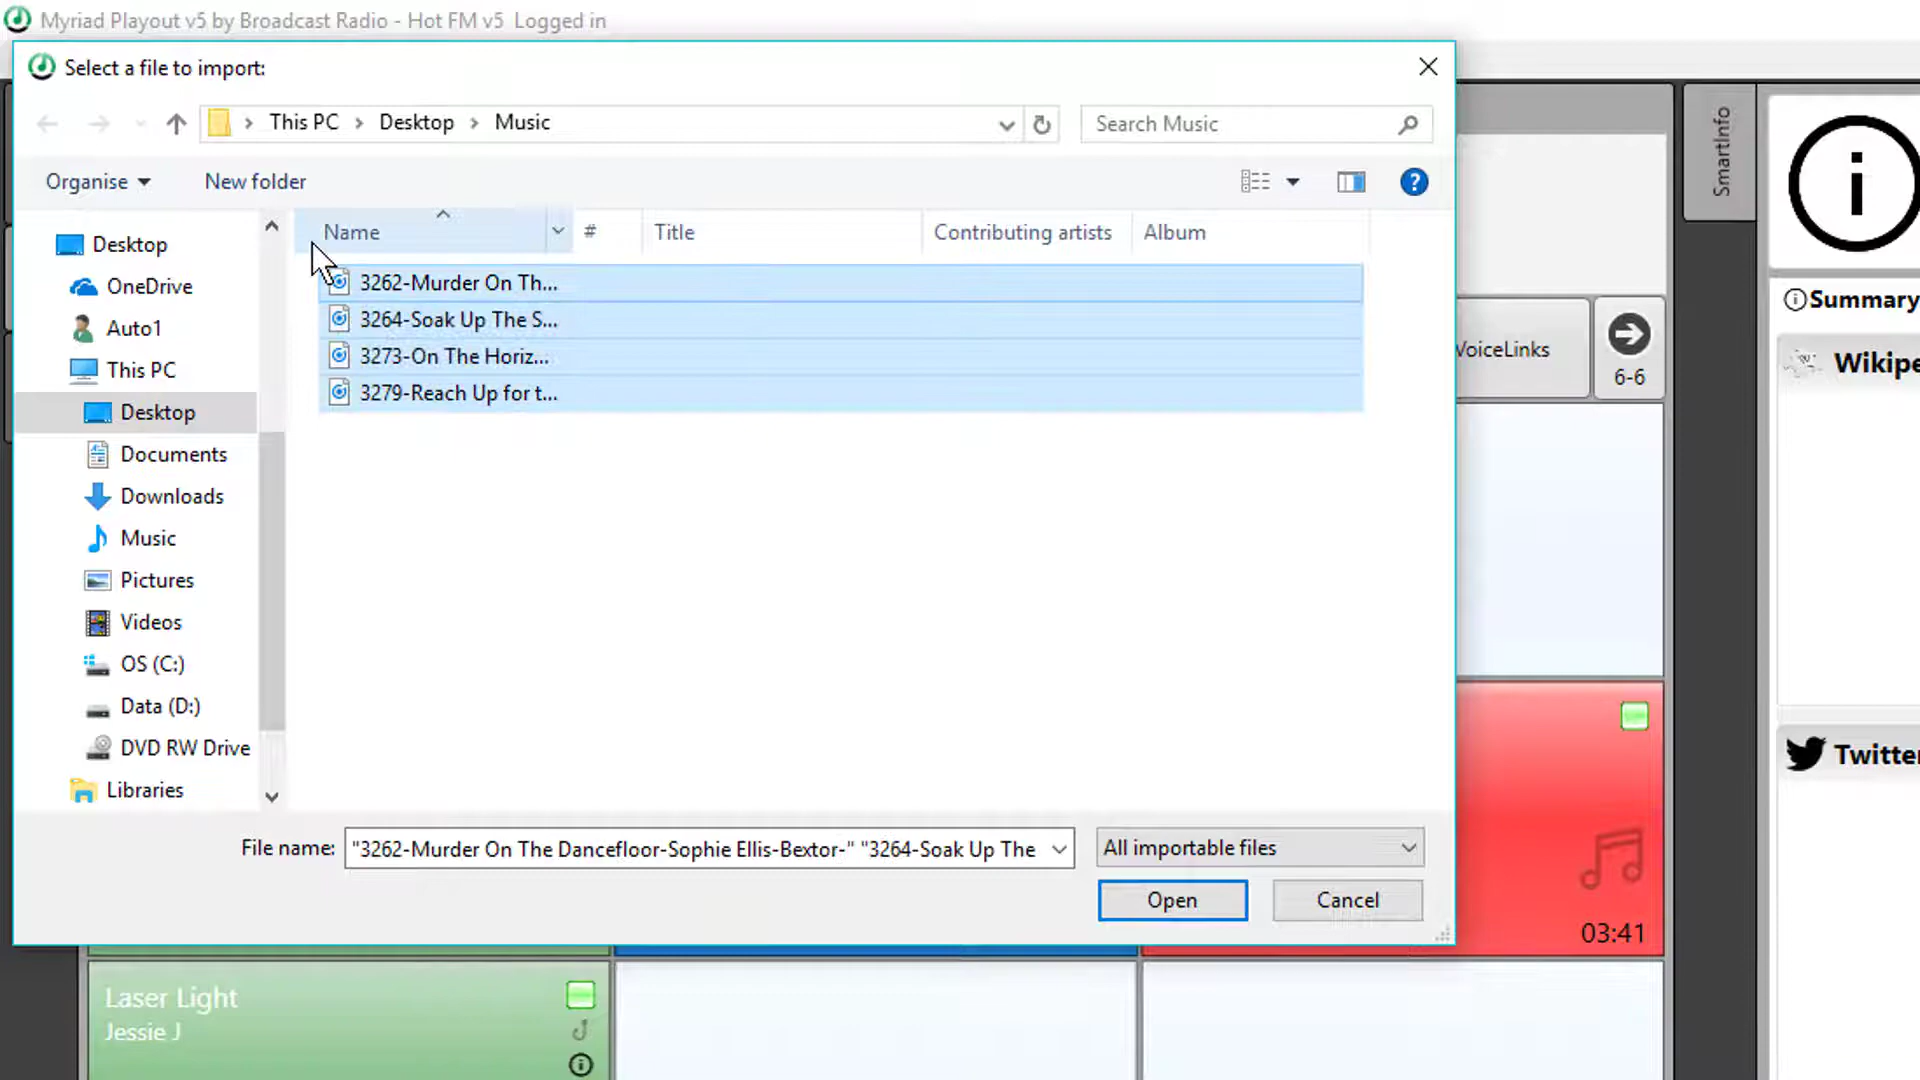 Myriad Playout v5 by Broadcast Radio - Hot FM v5 Logged in
Select a file to import:
This PC > Desktop > Music
Search Music
Organise
New folder
?
Name
#
Title
Contributing artists
Album
3262-Murder On Th...
3264-Soak Up The S...
3273-On The Horiz...
3279-Reach Up for t...
Desktop
OneDrive
Auto1
This PC
Desktop
Documents
Downloads
Music
Pictures
Videos
OS (C:)
Data (D:)
DVD RW Drive
Libraries
File name:
"3262-Murder On The Dancefloor-Sophie Ellis-Bextor-" "3264-Soak Up The
All importable files
Open
Cancel
SmartInfo
i
Summary
VoiceLinks
6-6
Wikipe
Twitter
03:41
Laser Light
Jessie J